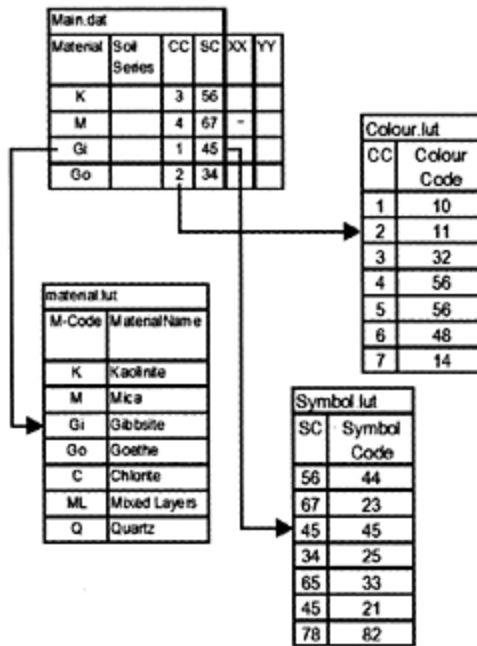 Main.dat
Material Soil Series CC SC XX YY
K 3 56
M 4 67 -
Gi 1 45
Go 2 34
Colour.lut
CC Colour Code
1 10
2 11
3 32
4 56
5 56
6 48
7 14
material.lut
M-Code MaterialName
K Kaolinite
M Mica
Gi Gibbsite
Go Goethe
C Chlorite
ML Mixed Layers
Q Quartz
Symbol.lut
SC Symbol Code
56 44
67 23
45 45
34 25
65 33
45 21
78 82